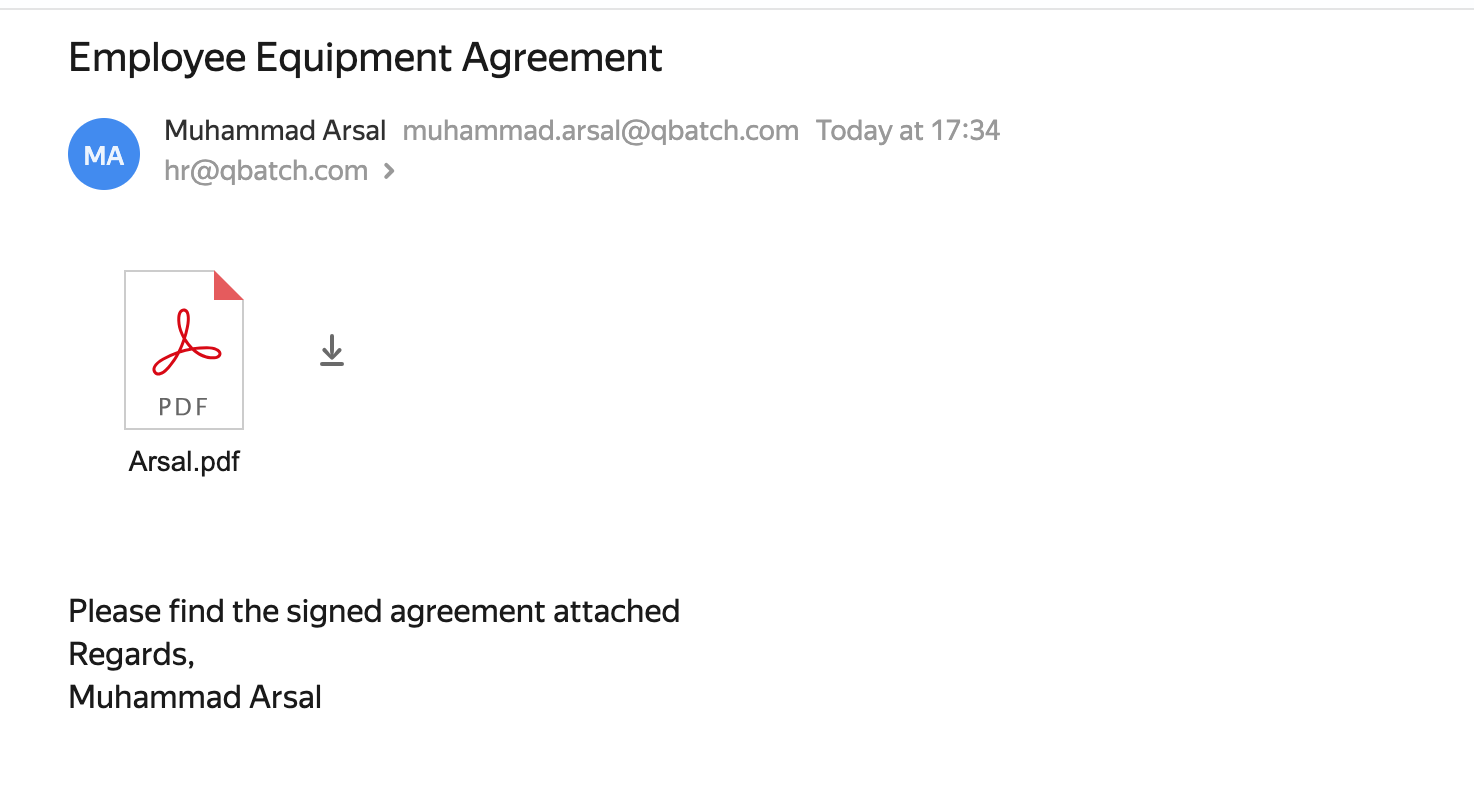 Employee Equipment Agreement
MA
Muhammad Arsal muhammad.arsal@qbatch.com Today at 17:34
hr@qbatch.com >
PDF
Arsal.pdf
Please find the signed agreement attached
Regards,
Muhammad Arsal